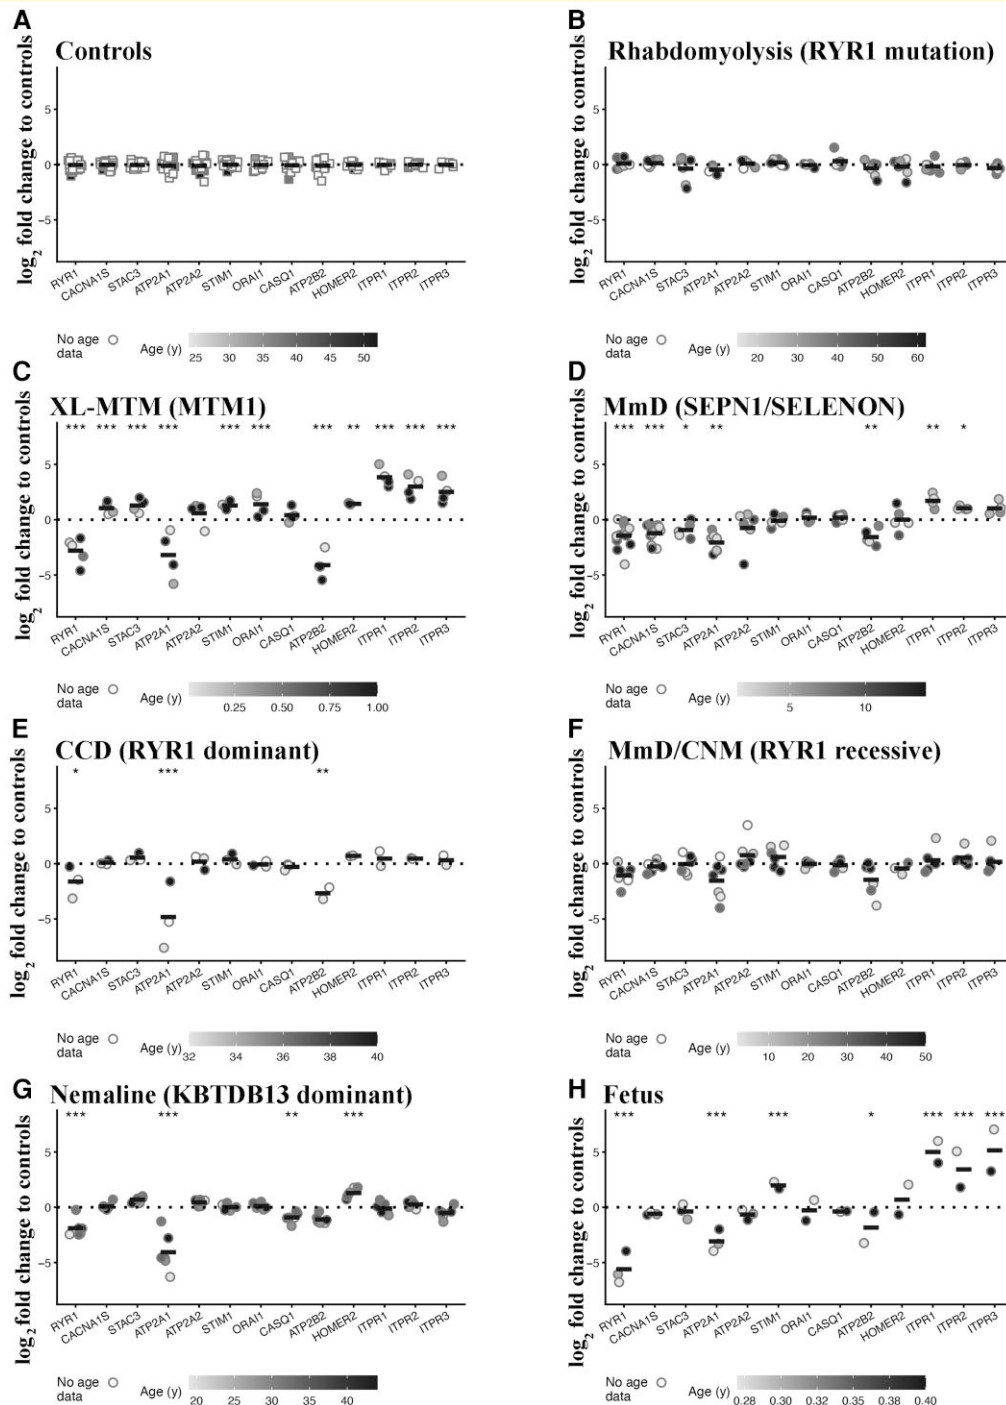 A
Controls
log2 fold change to controls
5
0
−5
RYR1 CACNA1S STAC3 ATP2A1 ATP2A2 STIM1 ORAI1 CASQ1 ATP2B2 HOMER2 ITPR1 ITPR2 ITPR3
No age data
Age (y)
25 30 35 40 45 50
B
Rhabdomyolysis (RYR1 mutation)
log2 fold change to controls
5
0
−5
RYR1 CACNA1S STAC3 ATP2A1 ATP2A2 STIM1 ORAI1 CASQ1 ATP2B2 HOMER2 ITPR1 ITPR2 ITPR3
No age data
Age (y)
20 30 40 50 60
C
XL-MTM (MTM1)
*** *** *** *** *** *** *** ** *** *** ***
log2 fold change to controls
5
0
−5
RYR1 CACNA1S STAC3 ATP2A1 ATP2A2 STIM1 ORAI1 CASQ1 ATP2B2 HOMER2 ITPR1 ITPR2 ITPR3
No age data
Age (y)
0.25 0.50 0.75 1.00
D
MmD (SEPN1/SELENON)
*** *** * ** ** ** *
log2 fold change to controls
5
0
−5
RYR1 CACNA1S STAC3 ATP2A1 ATP2A2 STIM1 ORAI1 CASQ1 ATP2B2 HOMER2 ITPR1 ITPR2 ITPR3
No age data
Age (y)
5 10
E
CCD (RYR1 dominant)
* *** **
log2 fold change to controls
5
0
−5
RYR1 CACNA1S STAC3 ATP2A1 ATP2A2 STIM1 ORAI1 CASQ1 ATP2B2 HOMER2 ITPR1 ITPR2 ITPR3
No age data
Age (y)
32 34 36 38 40
F
MmD/CNM (RYR1 recessive)
log2 fold change to controls
5
0
−5
RYR1 CACNA1S STAC3 ATP2A1 ATP2A2 STIM1 ORAI1 CASQ1 ATP2B2 HOMER2 ITPR1 ITPR2 ITPR3
No age data
Age (y)
10 20 30 40 50
G
Nemaline (KBTDB13 dominant)
*** *** ** ***
log2 fold change to controls
5
0
−5
RYR1 CACNA1S STAC3 ATP2A1 ATP2A2 STIM1 ORAI1 CASQ1 ATP2B2 HOMER2 ITPR1 ITPR2 ITPR3
No age data
Age (y)
20 25 30 35 40
H
Fetus
*** *** *** * *** *** ***
log2 fold change to controls
5
0
−5
RYR1 CACNA1S STAC3 ATP2A1 ATP2A2 STIM1 ORAI1 CASQ1 ATP2B2 HOMER2 ITPR1 ITPR2 ITPR3
No age data
Age (y)
0.28 0.30 0.32 0.35 0.38 0.40